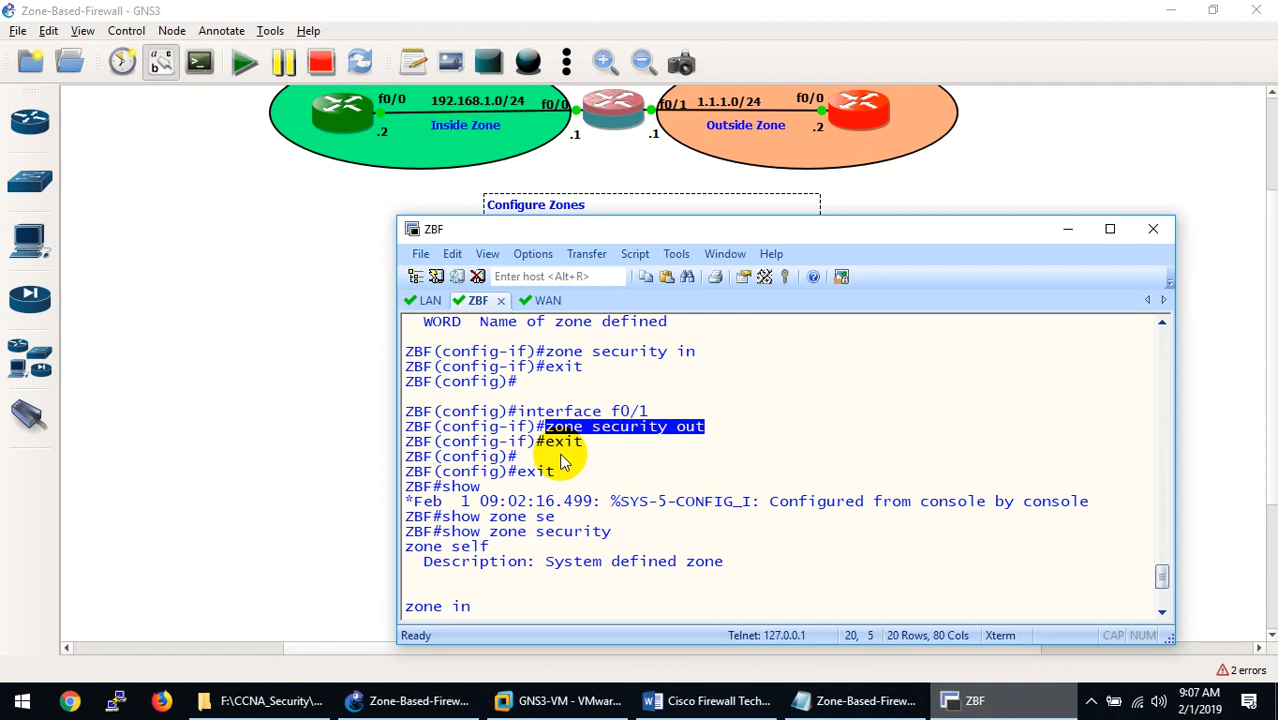 Zone-Based-Firewall - GNS3
File Edit View Control Node Annotate Tools Help
f0/0 192.168.1.0/24 f0/0 f0/1 1.1.1.0/24 f0/0
Inside Zone Outside Zone
.2 .1 .1 .2
Configure Zones
ZBF
File Edit View Options Transfer Script Tools Window Help
Enter host <Alt+R>
LAN ZBF WAN
WORD Name of zone defined
ZBF(config-if)#zone security in
ZBF(config-if)#exit
ZBF(config)#
ZBF(config)#interface f0/1
ZBF(config-if)#zone security out
ZBF(config-if)#exit
ZBF(config)#
ZBF(config)#exit
ZBF#show
*Feb 1 09:02:16.499: %SYS-5-CONFIG_I: Configured from console by console
ZBF#show zone se
ZBF#show zone security
zone self
Description: System defined zone
zone in
Ready Telnet: 127.0.0.1 20, 5 20 Rows, 80 Cols Xterm CAP NUM
2 errors
F:\CCNA_Security\... Zone-Based-Firewal... GNS3-VM - VMwar... Cisco Firewall Tech... Zone-Based-Firewal... ZBF
9:07 AM
2/1/2019